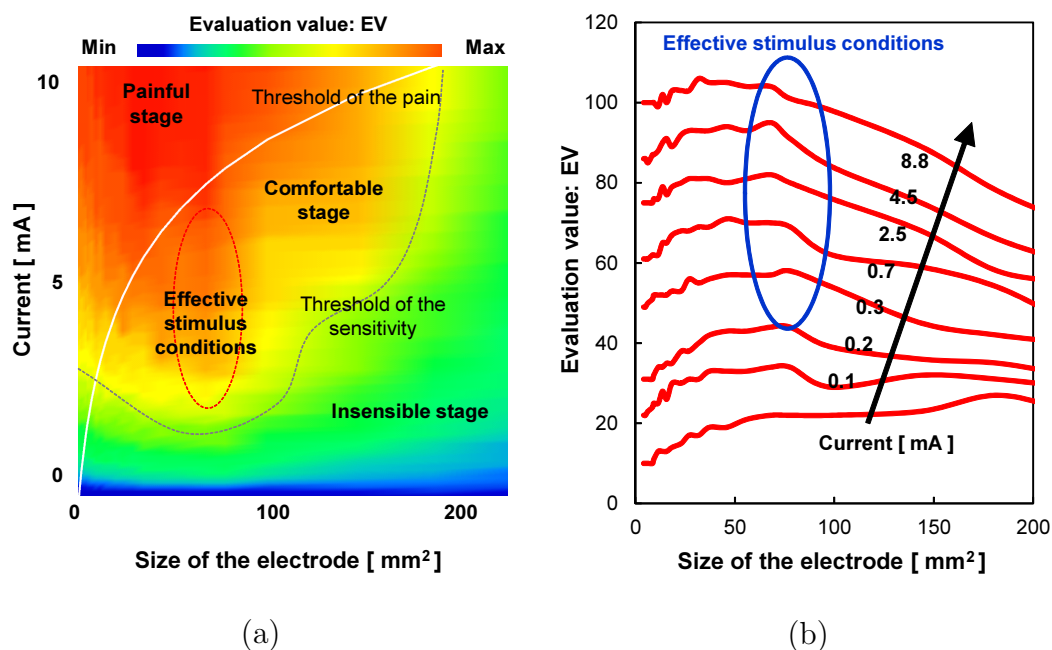 Evaluation value: EV
Min
Max
10
5
0
Current [ mA ]
Painful
stage
Threshold of the pain
Comfortable
stage
Effective
stimulus
conditions
Threshold of the
sensitivity
Insensible stage
0
100
200
Size of the electrode [ mm²
]
(a)
120
100
80
60
40
20
0
Evaluation value: EV
Effective stimulus conditions
8.8
4.5
2.5
0.7
0.3
0.2
0.1
Current [ mA ]
0
50
100
150
200
Size of the electrode [ mm² ]
(b)